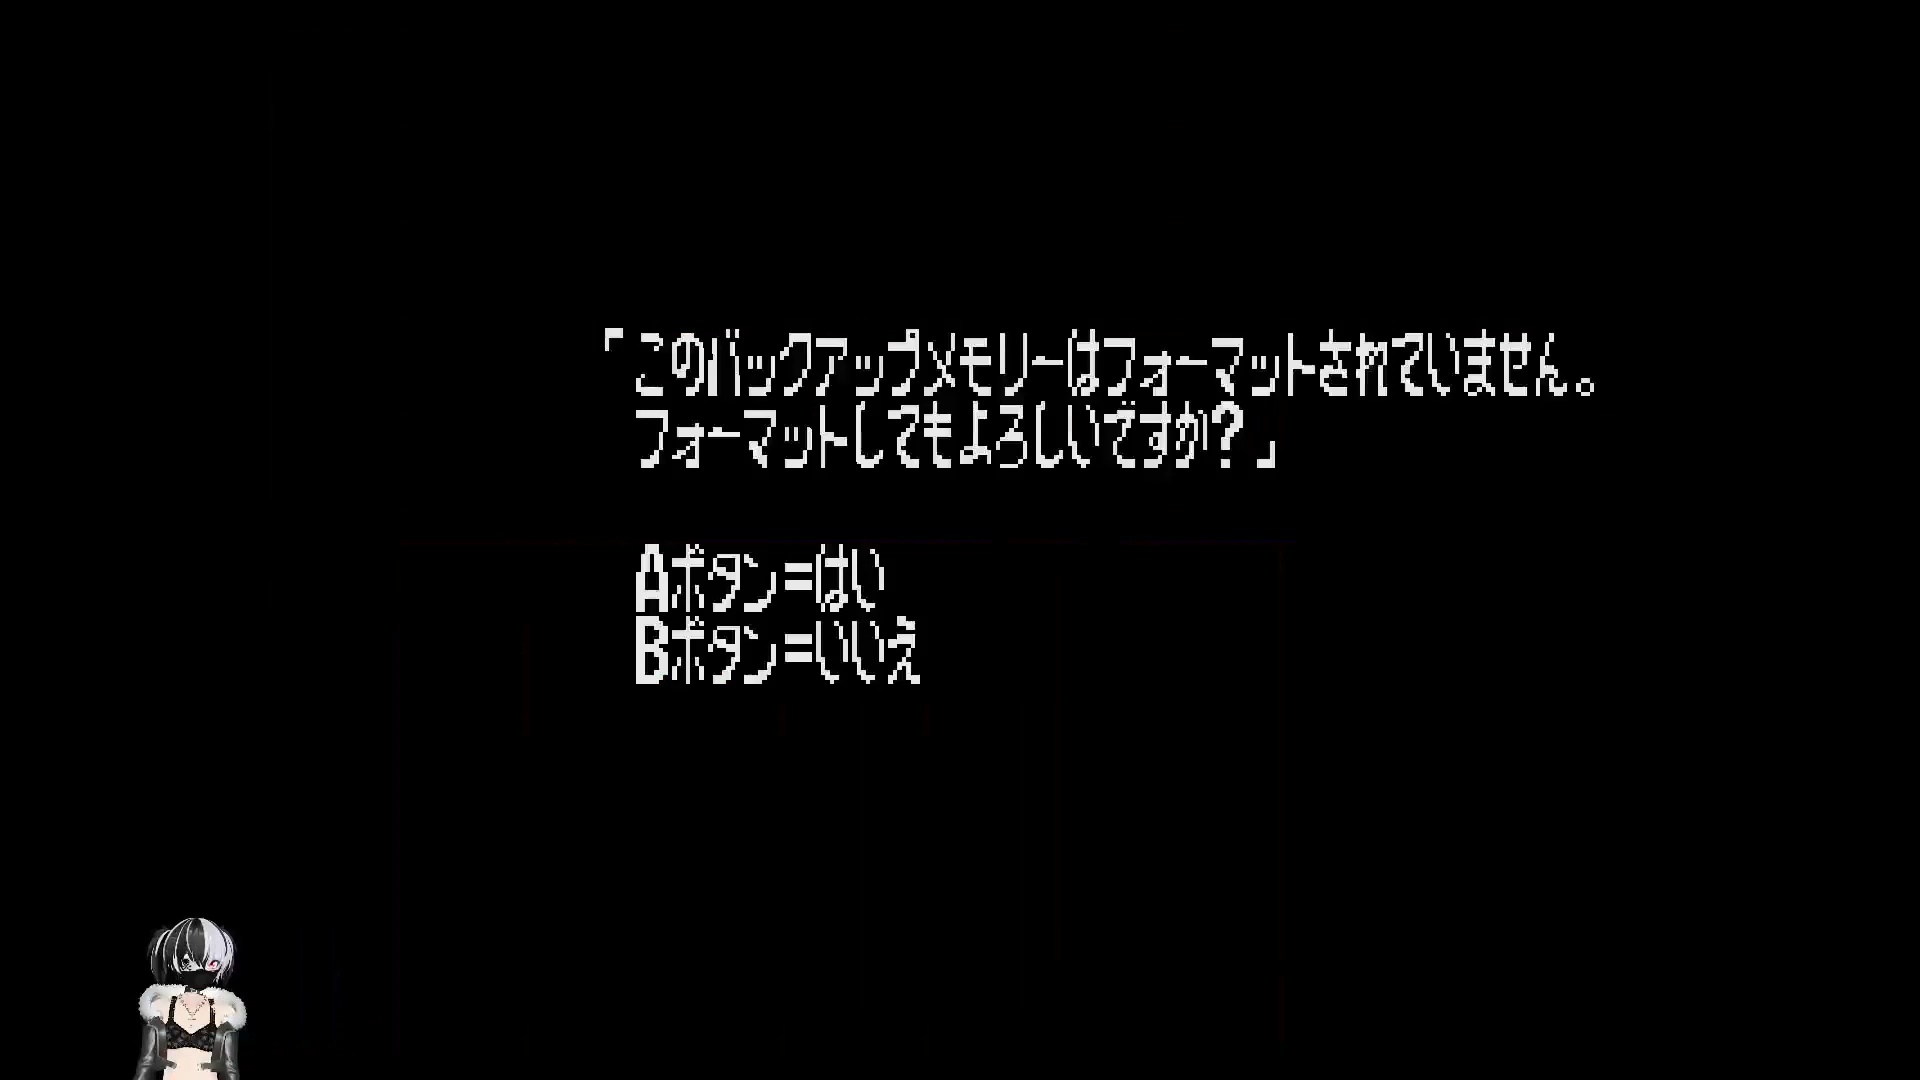 「このバックアップメモリーはフォーマットされていません。
フォーマットしてもよろしいですか?」
Aボタン=はい
Bボタン=いいえ